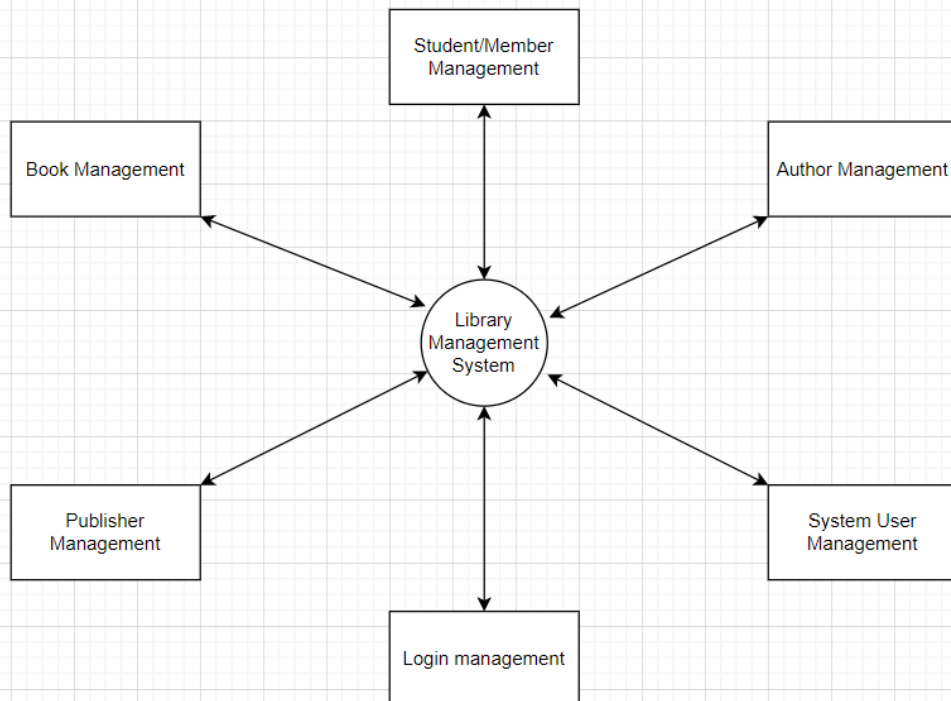 Student/Member
Management
Book Management
Author Management
Library
Management
System
Publisher
Management
System User
Management
Login management